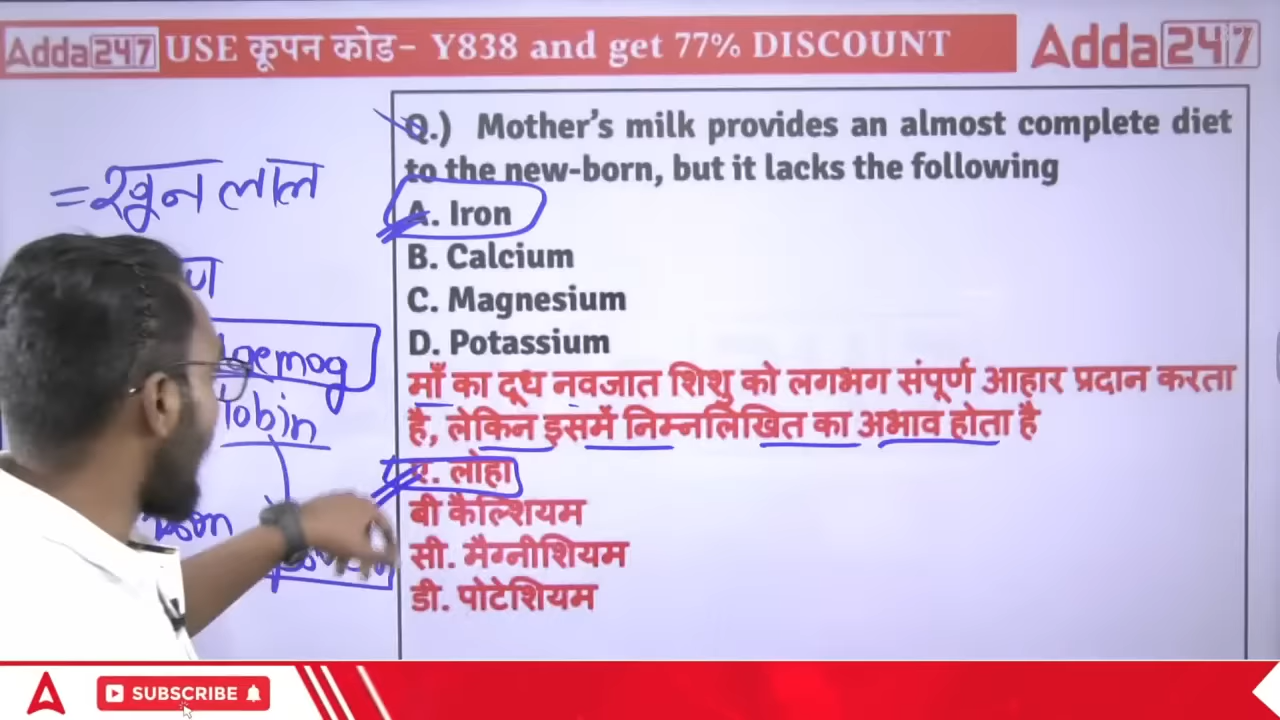 Adda247 USE कूपन कोड- Y838 and get 77% DISCOUNT
Adda247
= खून लाल
Q.) Mother's milk provides an almost complete diet
to the new-born, but it lacks the following
A. Iron
B. Calcium
C. Magnesium
D. Potassium
माँ का दूध नवजात शिशु को लगभग संपूर्ण आहार प्रदान करता
है, लेकिन इसमें निम्नलिखित का अभाव होता है
ए. लोहा
बी कैल्शियम
सी. मैग्नीशियम
डी. पोटेशियम
SUBSCRIBE